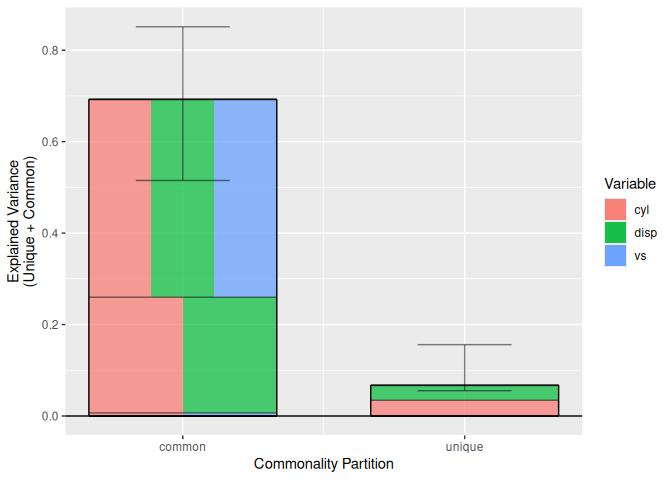 0.8
0.6
0.4
0.2
0.0
Explained Variance
(Unique + Common)
common
unique
Commonality Partition
Variable
cyl
disp
vs